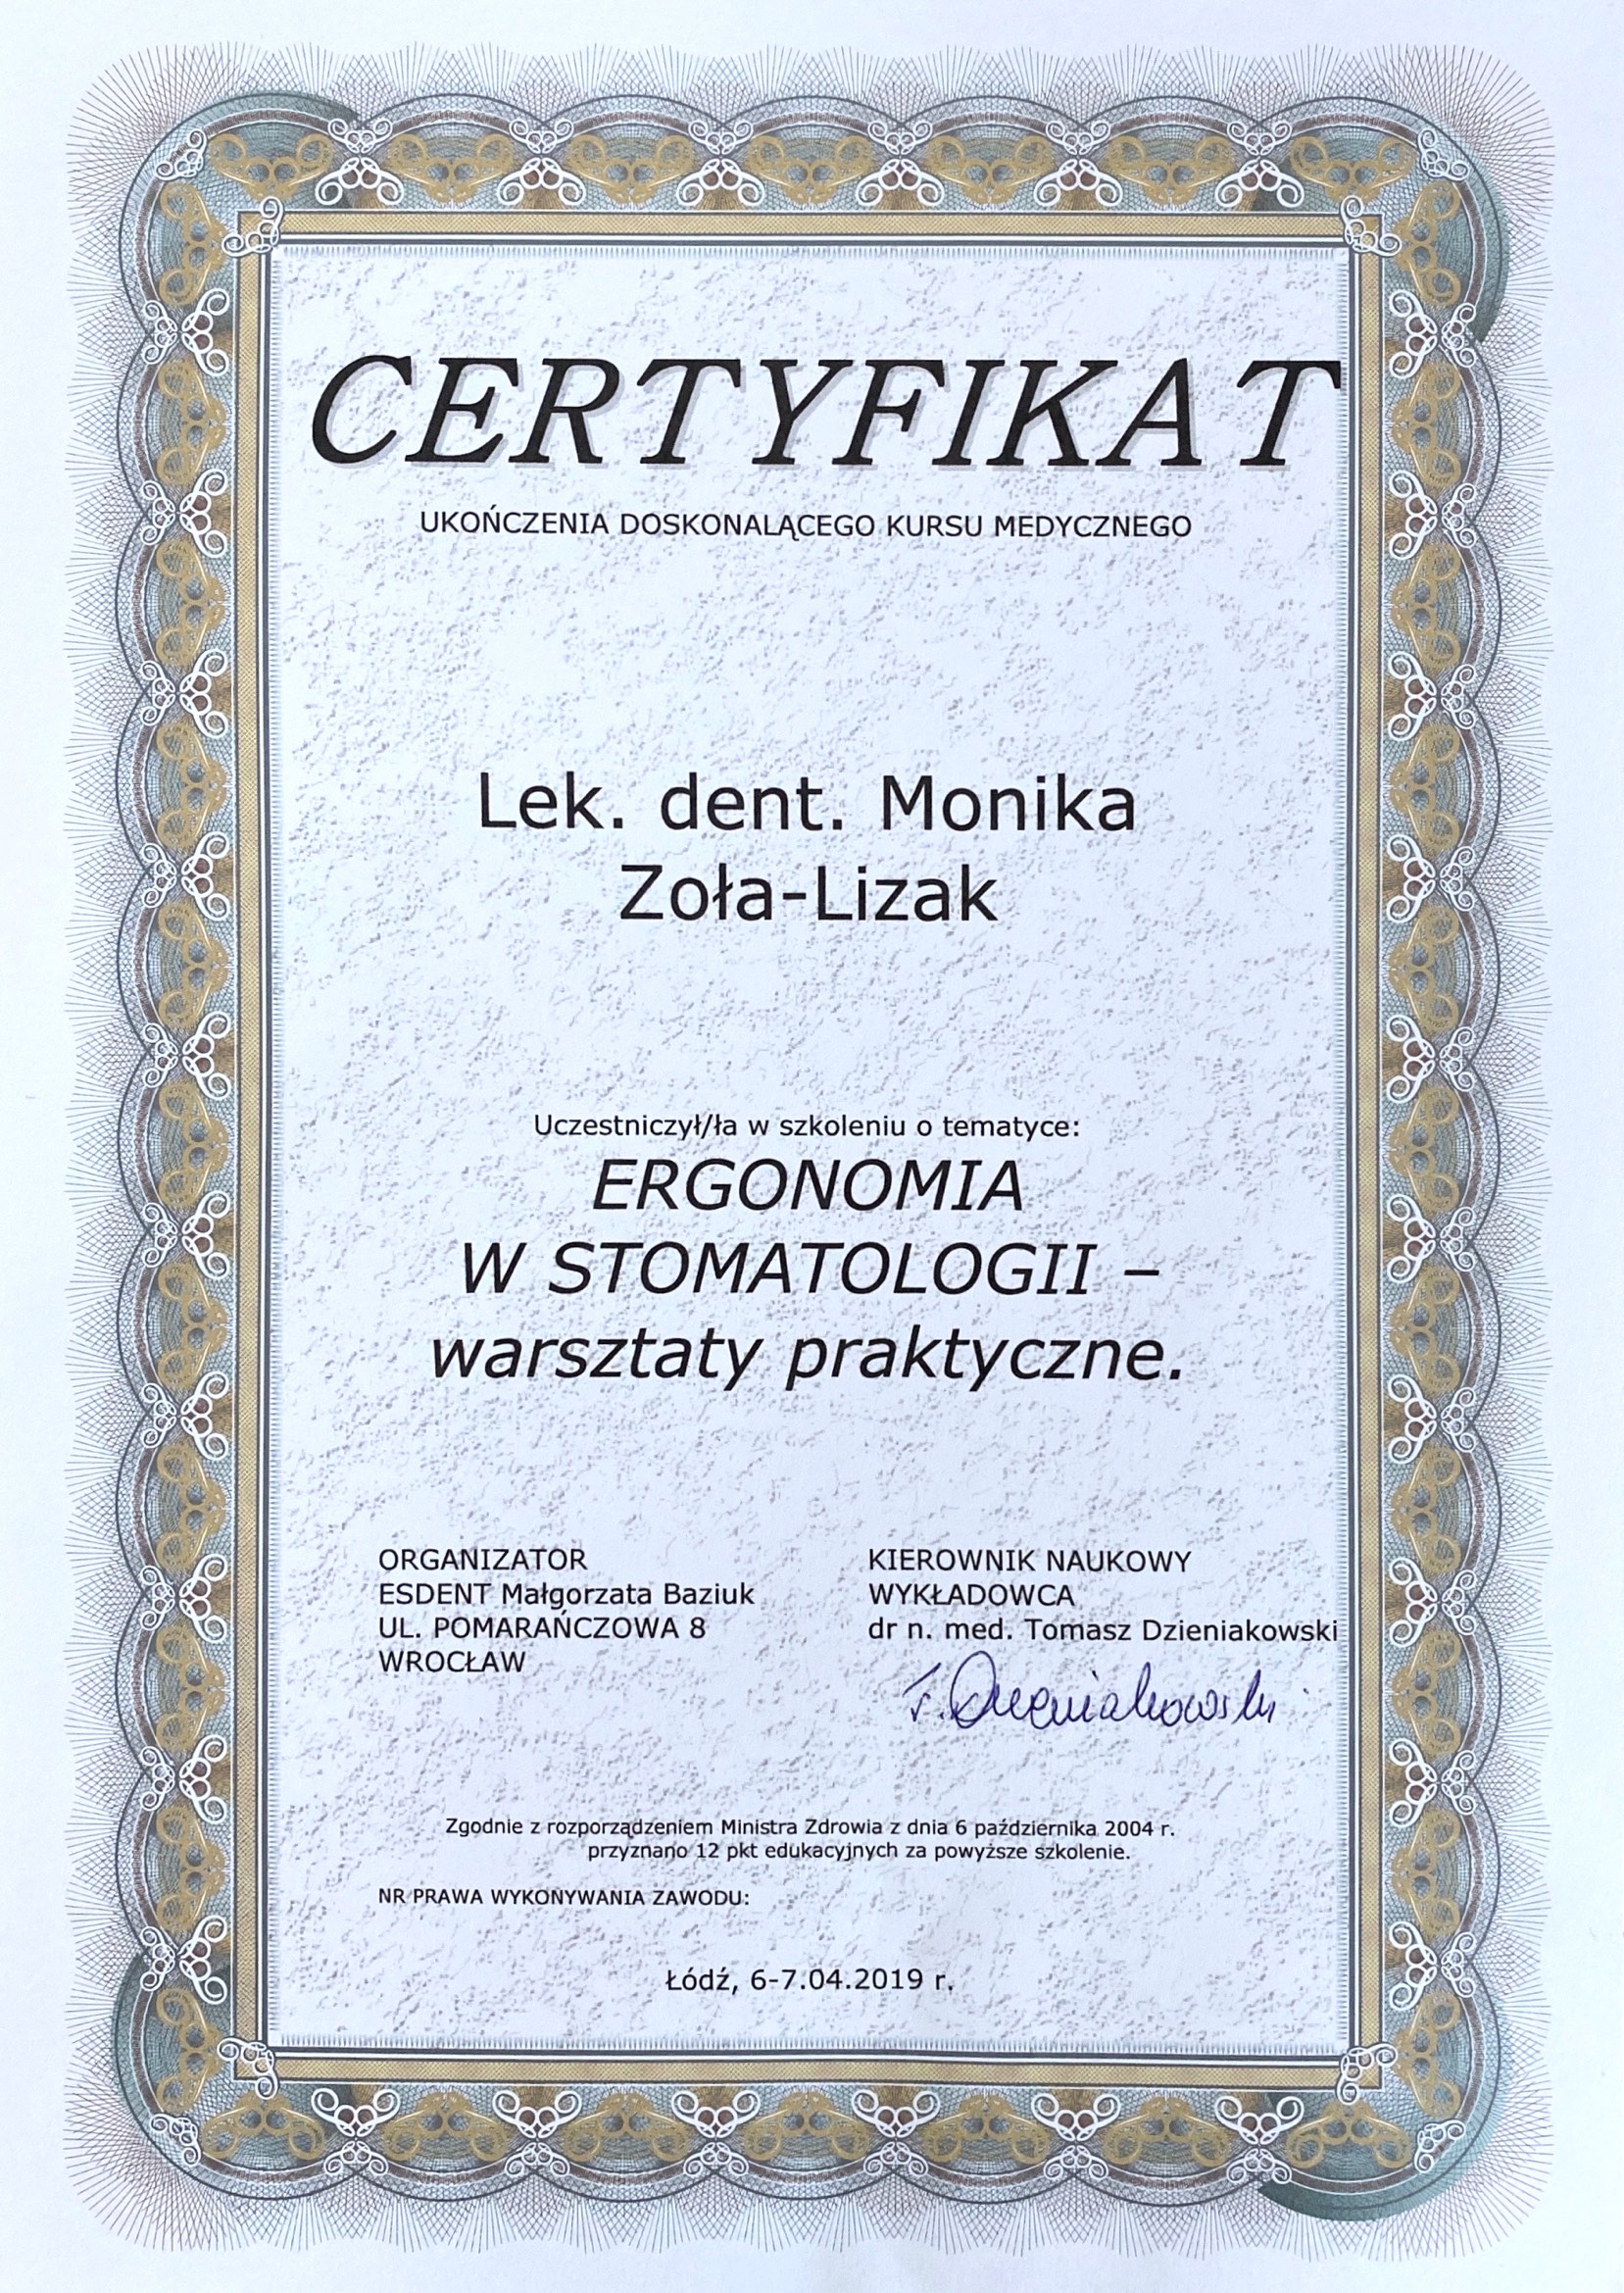 CERTYFIKAT
UKOŃCZENIA DOSKONALĄCEGO KURSU MEDYCZNEGO
Lek. dent. Monika
Zoła-Lizak
Uczestniczył/ła w szkoleniu o tematyce:
ERGONOMIA
W STOMATOLOGII –
warsztaty praktyczne.
ORGANIZATOR
ESDENT Małgorzata Baziuk
UL. POMARAŃCZOWA 8
WROCŁAW
KIEROWNIK NAUKOWY
WYKŁADOWCA
dr n. med. Tomasz Dzieniakowski
T. Dzieniakowski
Zgodnie z rozporządzeniem Ministra Zdrowia z dnia 6 października 2004 r.
przyznano 12 pkt edukacyjnych za powyższe szkolenie.
NR PRAWA WYKONYWANIA ZAWODU:
Łódź, 6-7.04.2019 r.